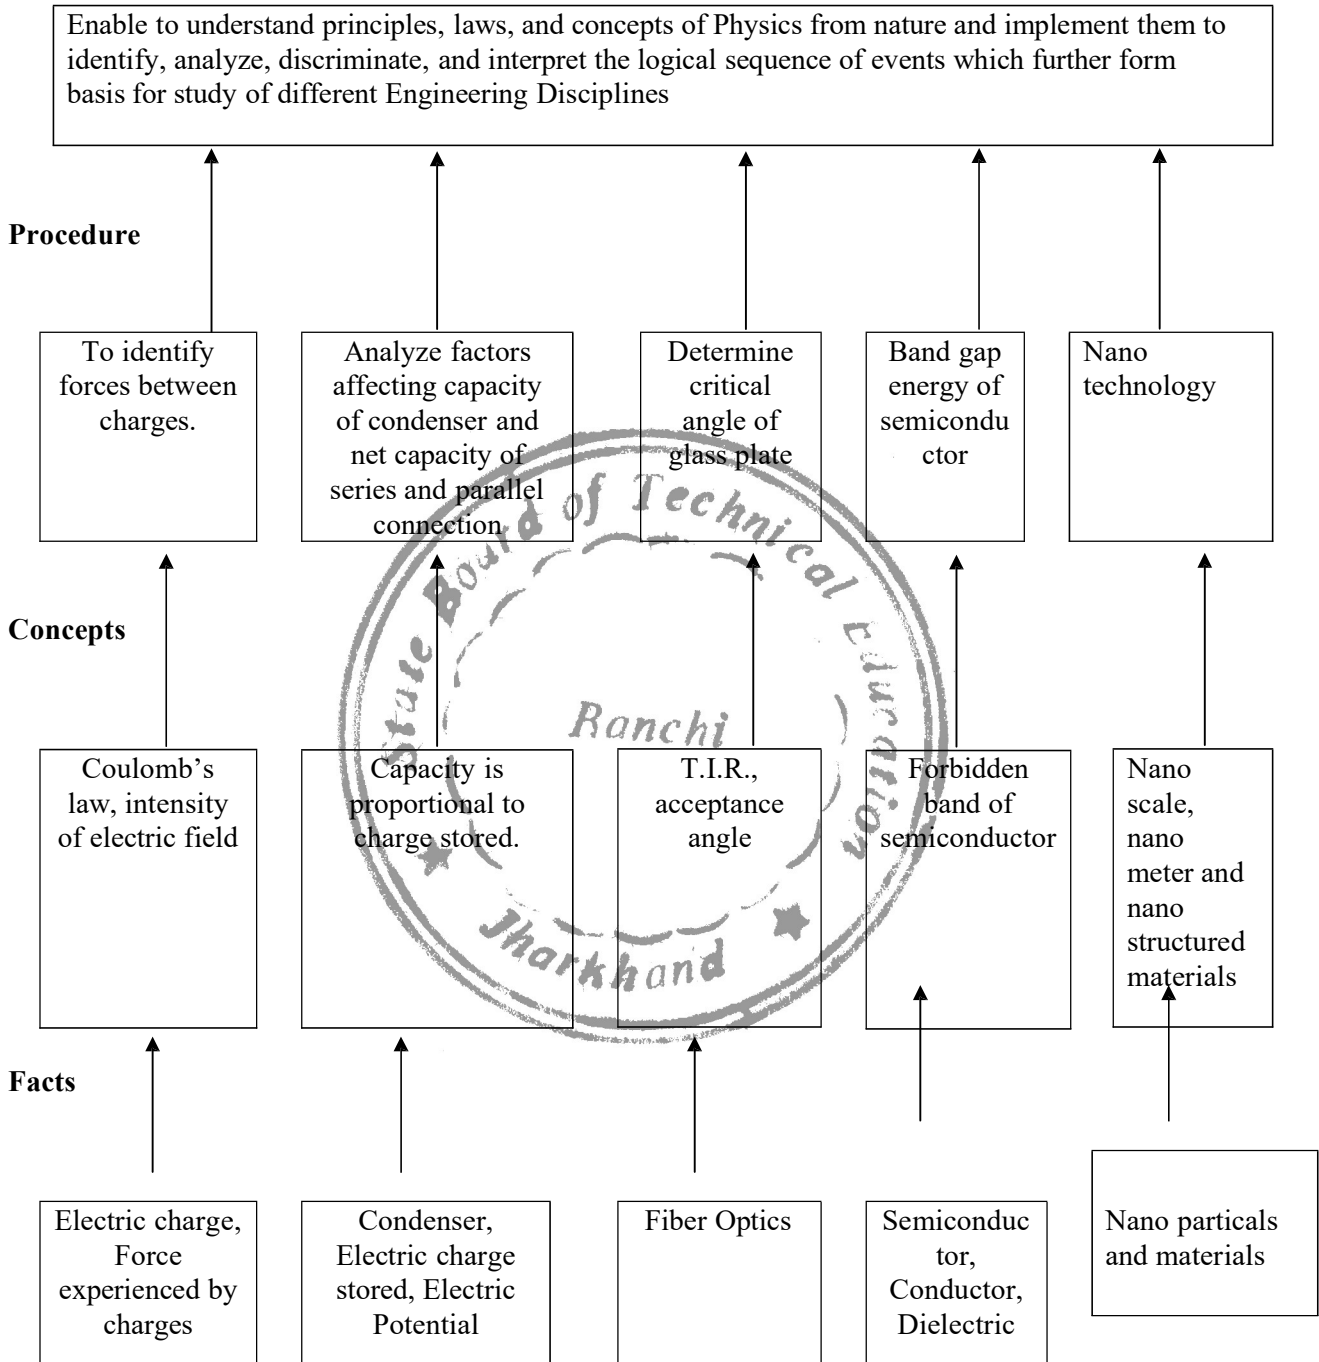 Enable to understand principles, laws, and concepts of Physics from nature and implement them to
identify, analyze, discriminate, and interpret the logical sequence of events which further form
basis for study of different Engineering Disciplines
Procedure
To identify
forces between
charges.
Analyze factors
affecting capacity
of condenser and
net capacity of
series and parallel
connection
Determine
critical
angle of
glass plate
Band gap
energy of
semicondu
ctor
Nano
technology
State Board of Technical Education
Ranchi
Jharkhand
Concepts
Coulomb's
law, intensity
of electric field
Capacity is
proportional to
charge stored.
T.I.R.,
acceptance
angle
Forbidden
band of
semiconductor
Nano
scale,
nano
meter and
nano
structured
materials
Facts
Electric charge,
Force
experienced by
charges
Condenser,
Electric charge
stored, Electric
Potential
Fiber Optics
Semiconduc
tor,
Conductor,
Dielectric
Nano particals
and materials